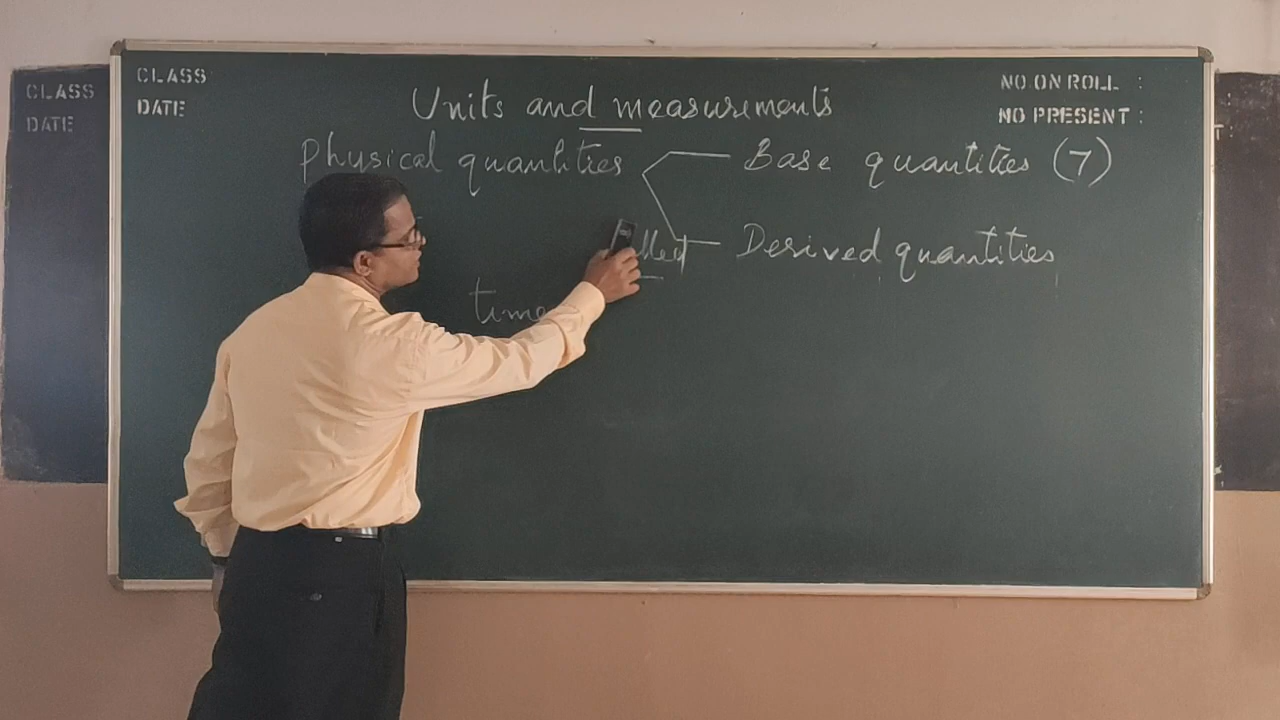 CLASS
DATE
CLASS
DATE
Units and measurements
NO ON ROLL :
NO PRESENT :
T :
Physical quantities
Base quantities (7)
Derived quantities
time